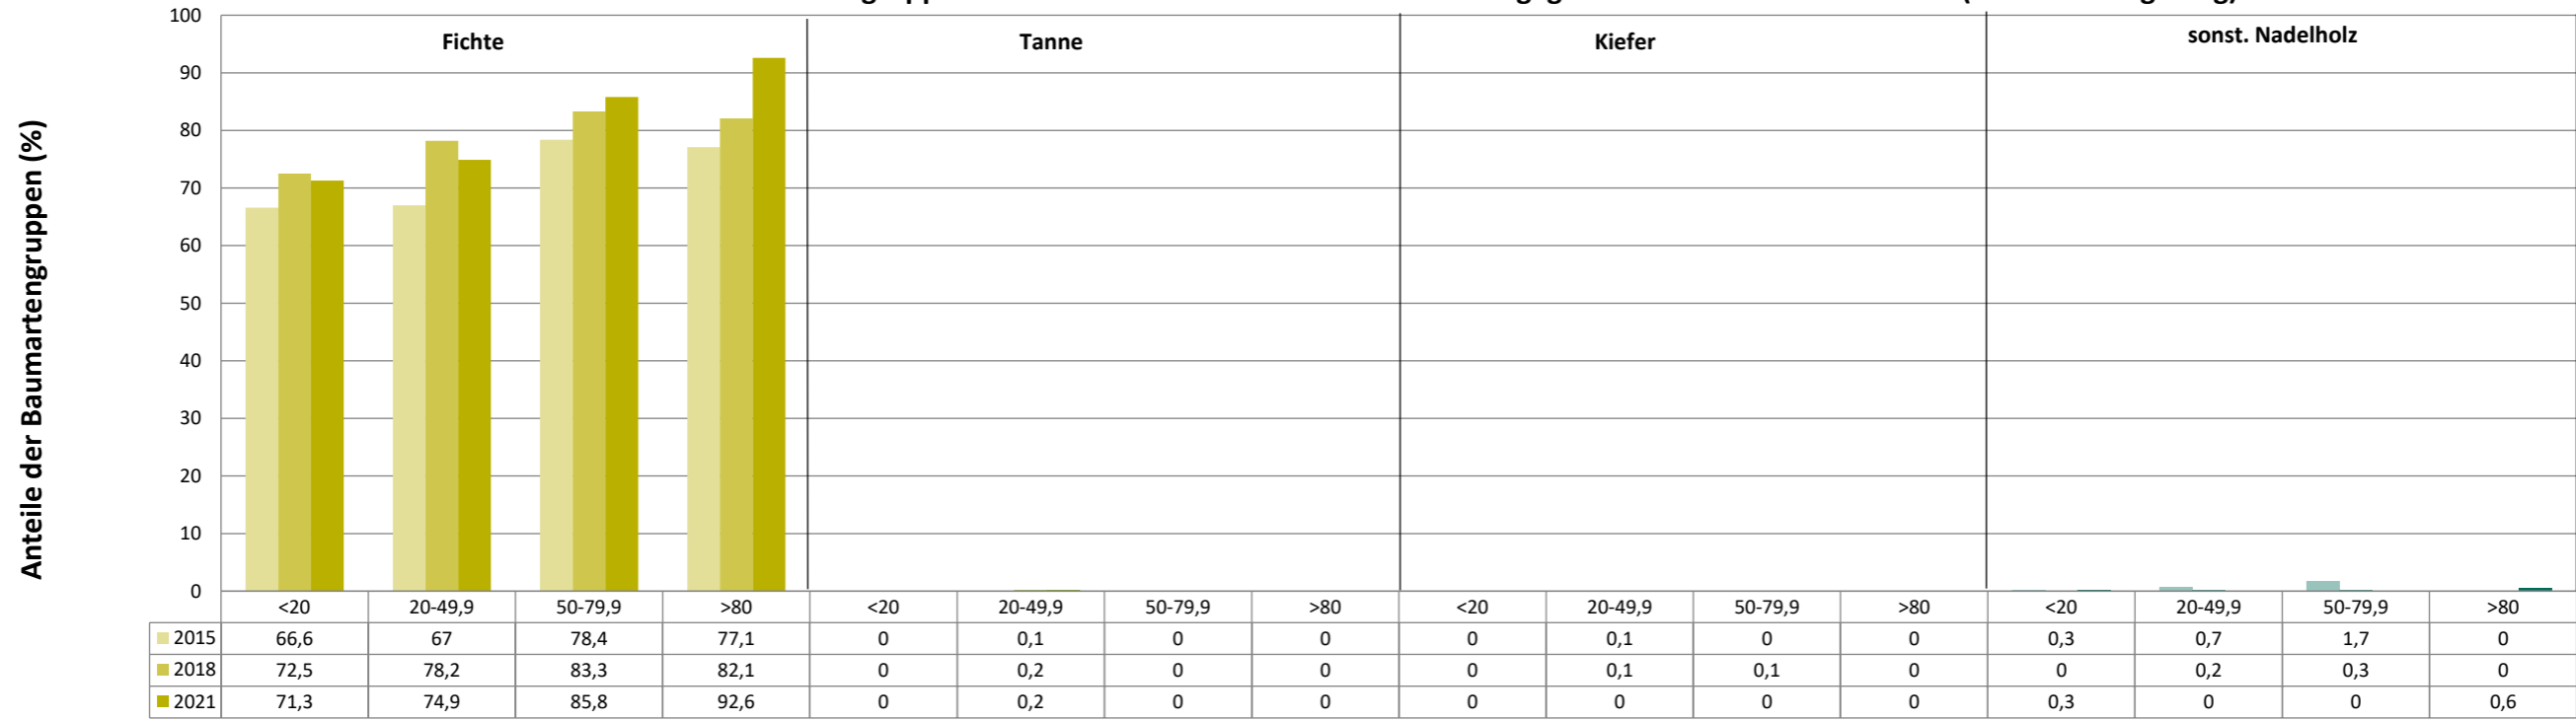 100
Fichte Tanne Kiefer sonst. Nadelholz
90
80
70
60
50
40
30
20
10
0
Anteile der Baumartengruppen (%)
<20 20-49,9 50-79,9 >80 <20 20-49,9 50-79,9 >80 <20 20-49,9 50-79,9 >80 <20 20-49,9 50-79,9 >80
2015 66,6 67 78,4 77,1 0 0,1 0 0 0 0,1 0 0 0,3 0,7 1,7 0
2018 72,5 78,2 83,3 82,1 0 0,2 0 0 0 0,1 0,1 0 0 0,2 0,3 0
2021 71,3 74,9 85,8 92,6 0 0,2 0 0 0 0 0 0 0,3 0 0 0,6